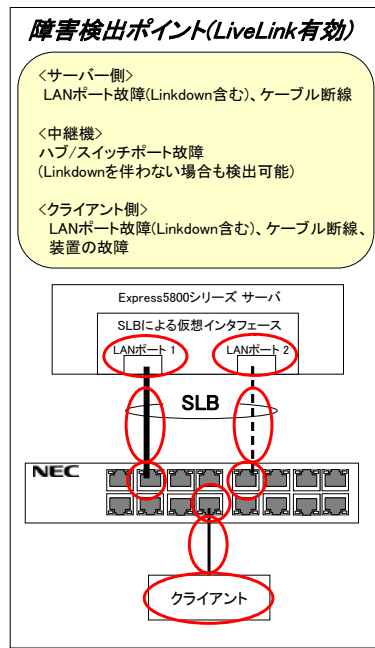 障害検出ポイント(LiveLink有効)
<サーバー側>
LANポート故障(Linkdown含む)、ケーブル断線
<中継機>
ハブ/スイッチポート故障
(Linkdownを伴わない場合も検出可能)
<クライアント側>
LANポート故障(Linkdown含む)、ケーブル断線、
装置の故障
Express5800シリーズ サーバ
SLBによる仮想インタフェース
LANポート 1 LANポート 2
SLB
NEC
クライアント